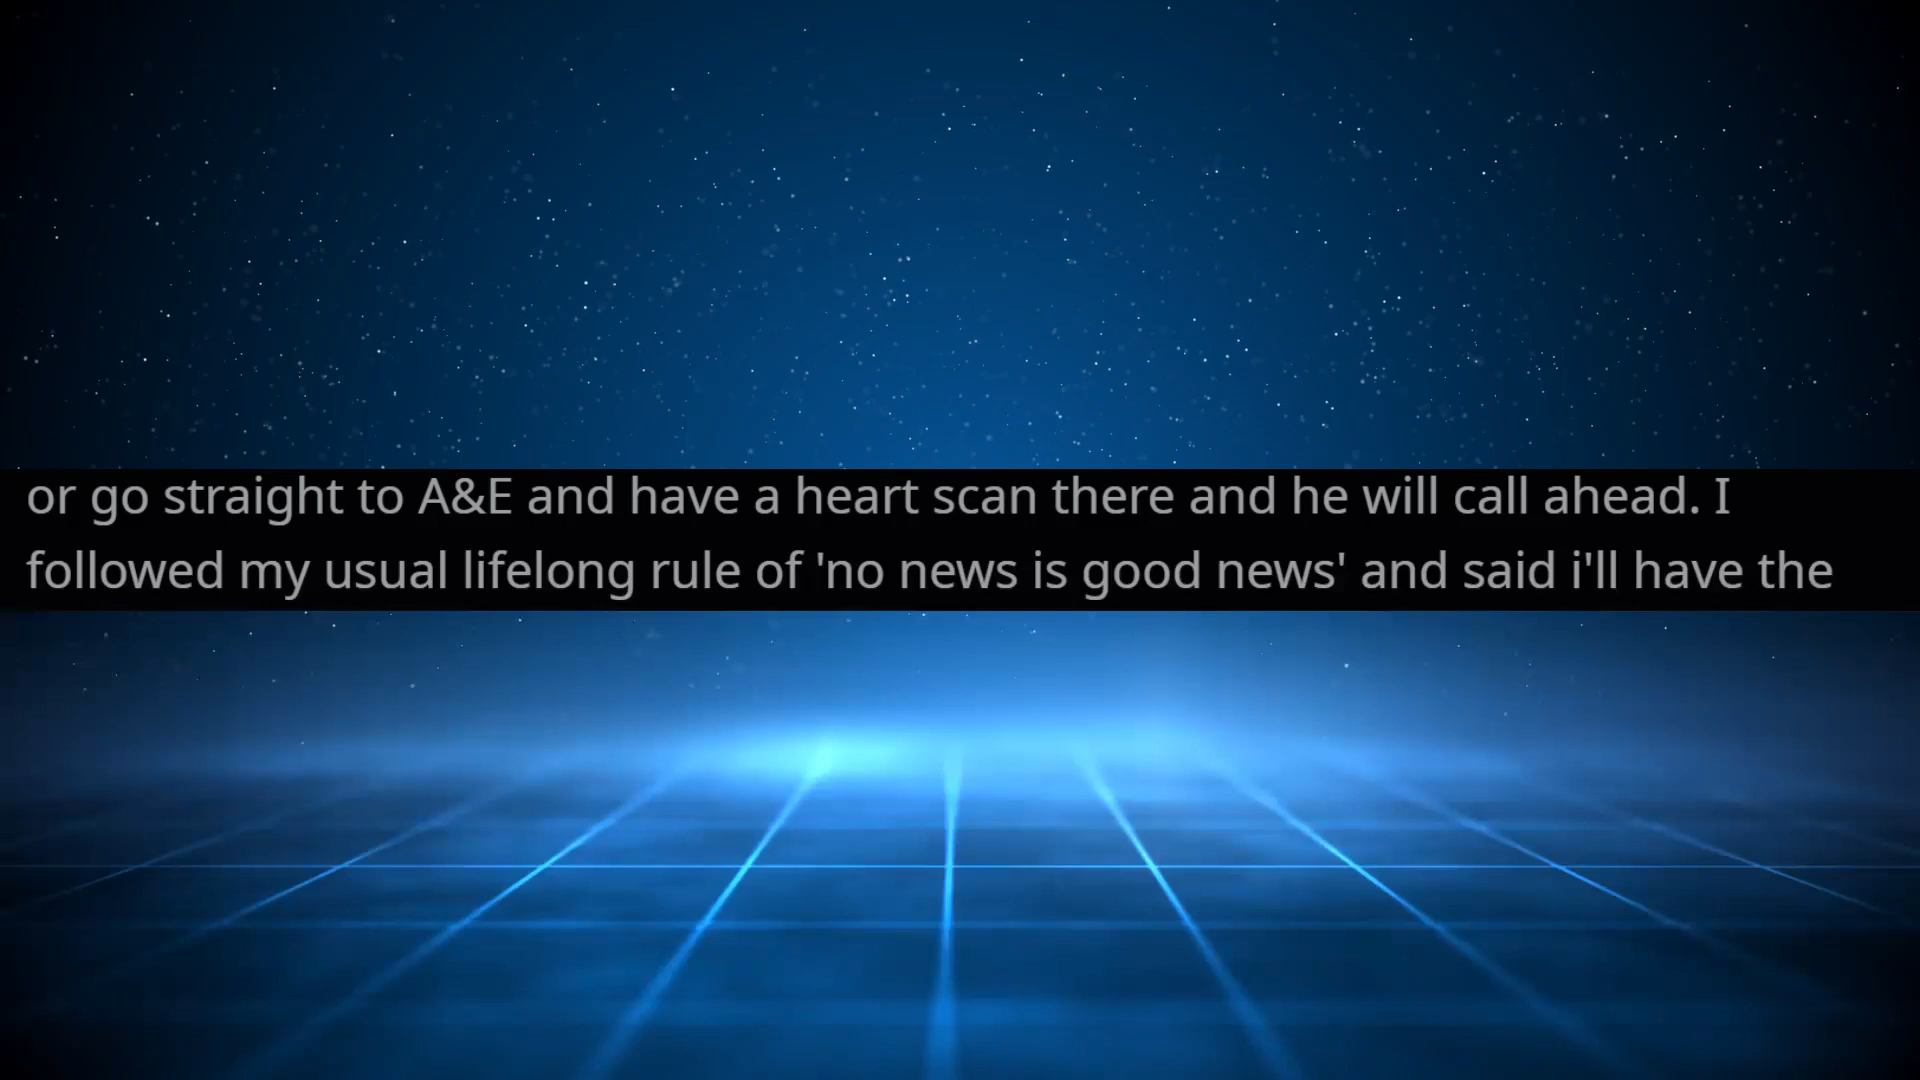 or go straight to A&E and have a heart scan there and he will call ahead. I
followed my usual lifelong rule of 'no news is good news' and said i'll have the